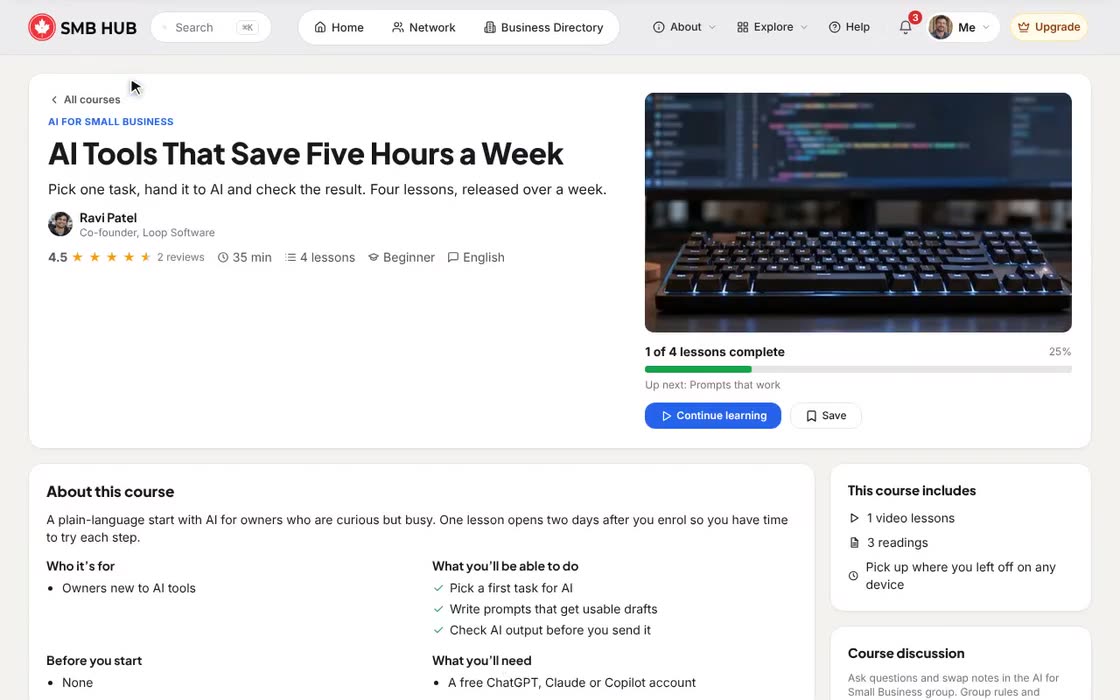 SMB HUB
Search
⌘K
Home
Network
Business Directory
About
Explore
Help
3
Me
Upgrade
All courses
AI FOR SMALL BUSINESS
AI Tools That Save Five Hours a Week
Pick one task, hand it to AI and check the result. Four lessons, released over a week.
Ravi Patel
Co-founder, Loop Software
4.5
2 reviews
35 min
4 lessons
Beginner
English
1 of 4 lessons complete
25%
Up next: Prompts that work
Continue learning
Save
About this course
A plain-language start with AI for owners who are curious but busy. One lesson opens two days after you enrol so you have time
to try each step.
Who it's for
• Owners new to AI tools
What you'll be able to do
Pick a first task for AI
Write prompts that get usable drafts
Check AI output before you send it
Before you start
• None
What you'll need
• A free ChatGPT, Claude or Copilot account
This course includes
1 video lessons
3 readings
Pick up where you left off on any
device
Course discussion
Ask questions and swap notes in the AI for
Small Business group. Group rules and